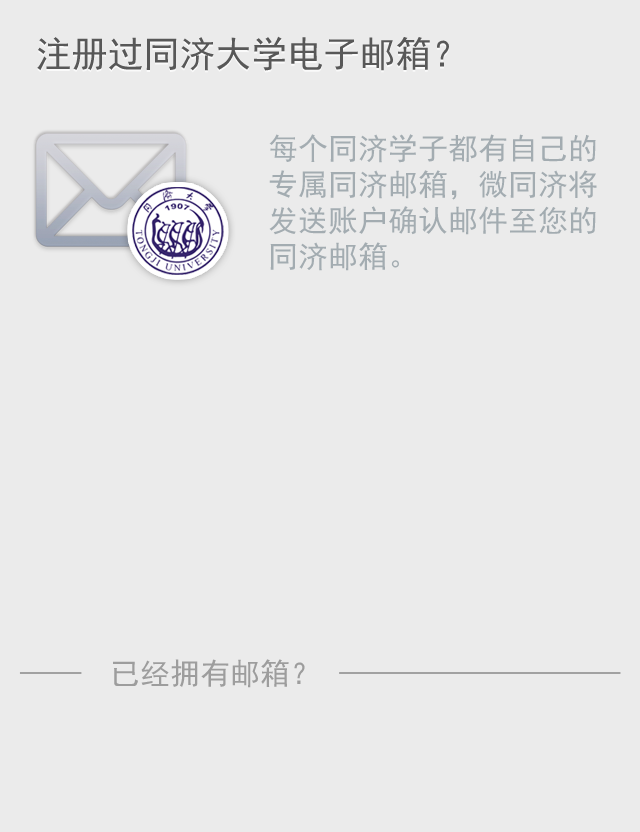 注册过同济大学电子邮箱？
每个同济学子都有自己的
专属同济邮箱，微同济将
发送账户确认邮件至您的
同济邮箱。
同济大学
1907
TONGJI UNIVERSITY
已经拥有邮箱？